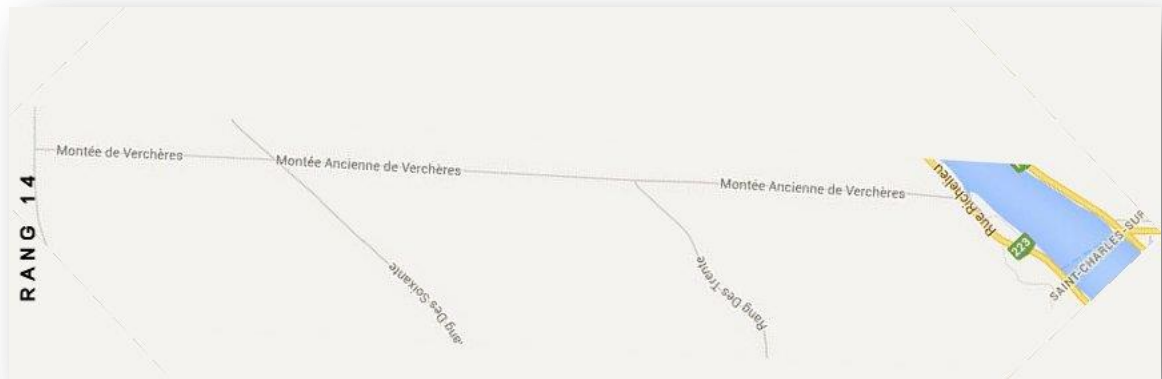 Montée de Verchères
Montée Ancienne de Verchères
Montée Ancienne de Verchères
RANG 14
ang Des Soixante
Rang Des Trente
Rue Richelieu
223
SAINT-CHARLES-SUR